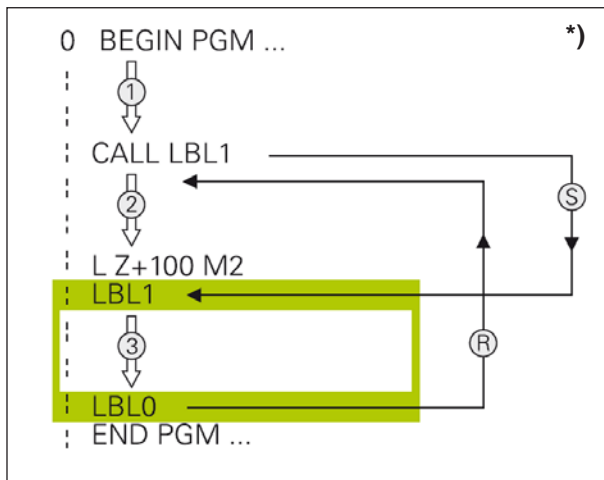 0 BEGIN PGM ... *)
1
CALL LBL1
S
2
L Z+100 M2
LBL1
3
R
LBL0
END PGM ...